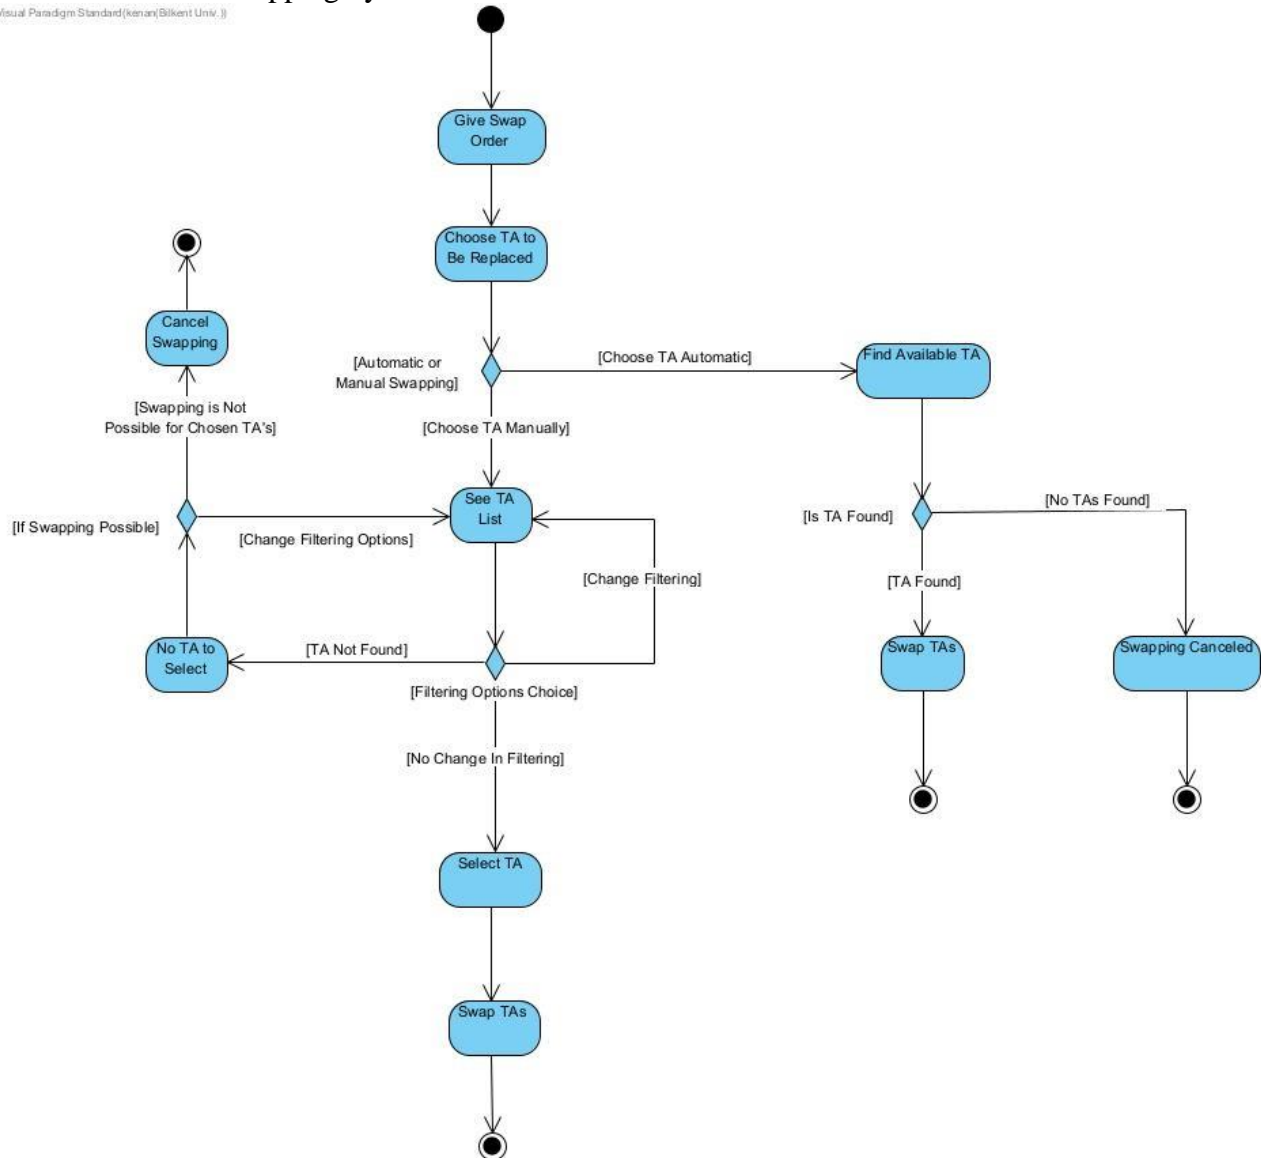 Visual Paradigm Standard(kenan(Bilkent Univ.))
Give Swap
Order
Choose TA to
Be Replaced
Cancel
Swapping
[Automatic or
Manual Swapping]
[Choose TA Automatic]
Find Available TA
[Swapping is Not
Possible for Chosen TA's]
[Choose TA Manually]
See TA
List
[If Swapping Possible]
[Change Filtering Options]
[Is TA Found]
[No TAs Found]
[Change Filtering]
[TA Found]
No TA to
Select
[TA Not Found]
Swap TAs
Swapping Canceled
[Filtering Options Choice]
[No Change In Filtering]
Select TA
Swap TAs